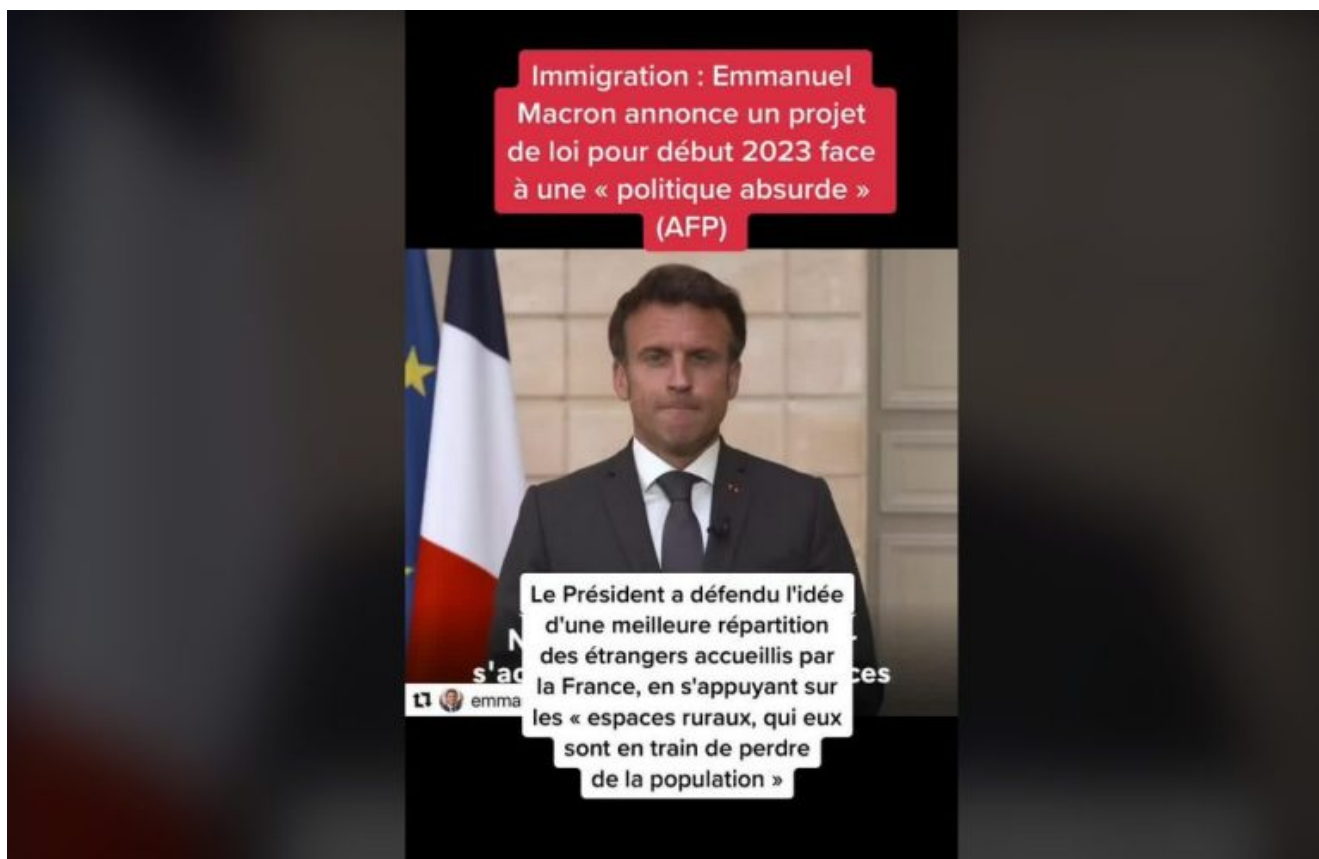 Immigration : Emmanuel
Macron annonce un projet
de loi pour début 2023 face
à une « politique absurde »
(AFP)
Le Président a défendu l'idée
d'une meilleure répartition
des étrangers accueillis par
la France, en s'appuyant sur
les « espaces ruraux, qui eux
sont en train de perdre
de la population »
emma